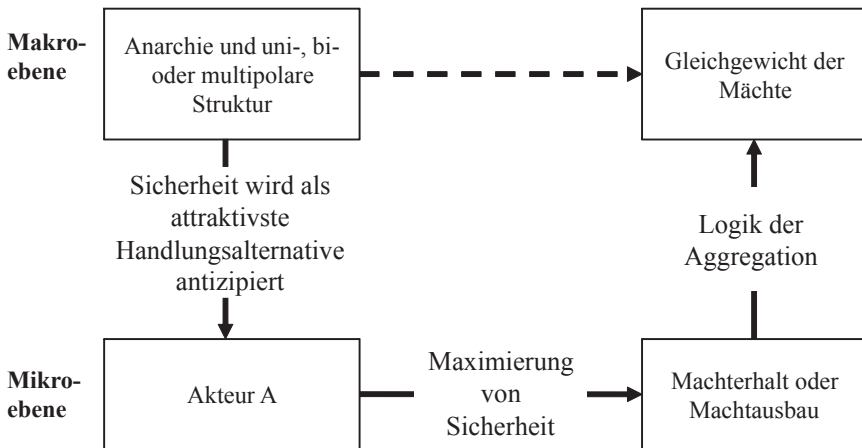 Makro-
ebene
Anarchie und uni-, bi-
oder multipolare
Struktur
Gleichgewicht der
Mächte
Sicherheit wird als
attraktivste
Handlungsalternative
antizipiert
Logik der
Aggregation
Mikro-
ebene
Akteur A
Maximierung
von
Sicherheit
Machterhalt oder
Machtausbau